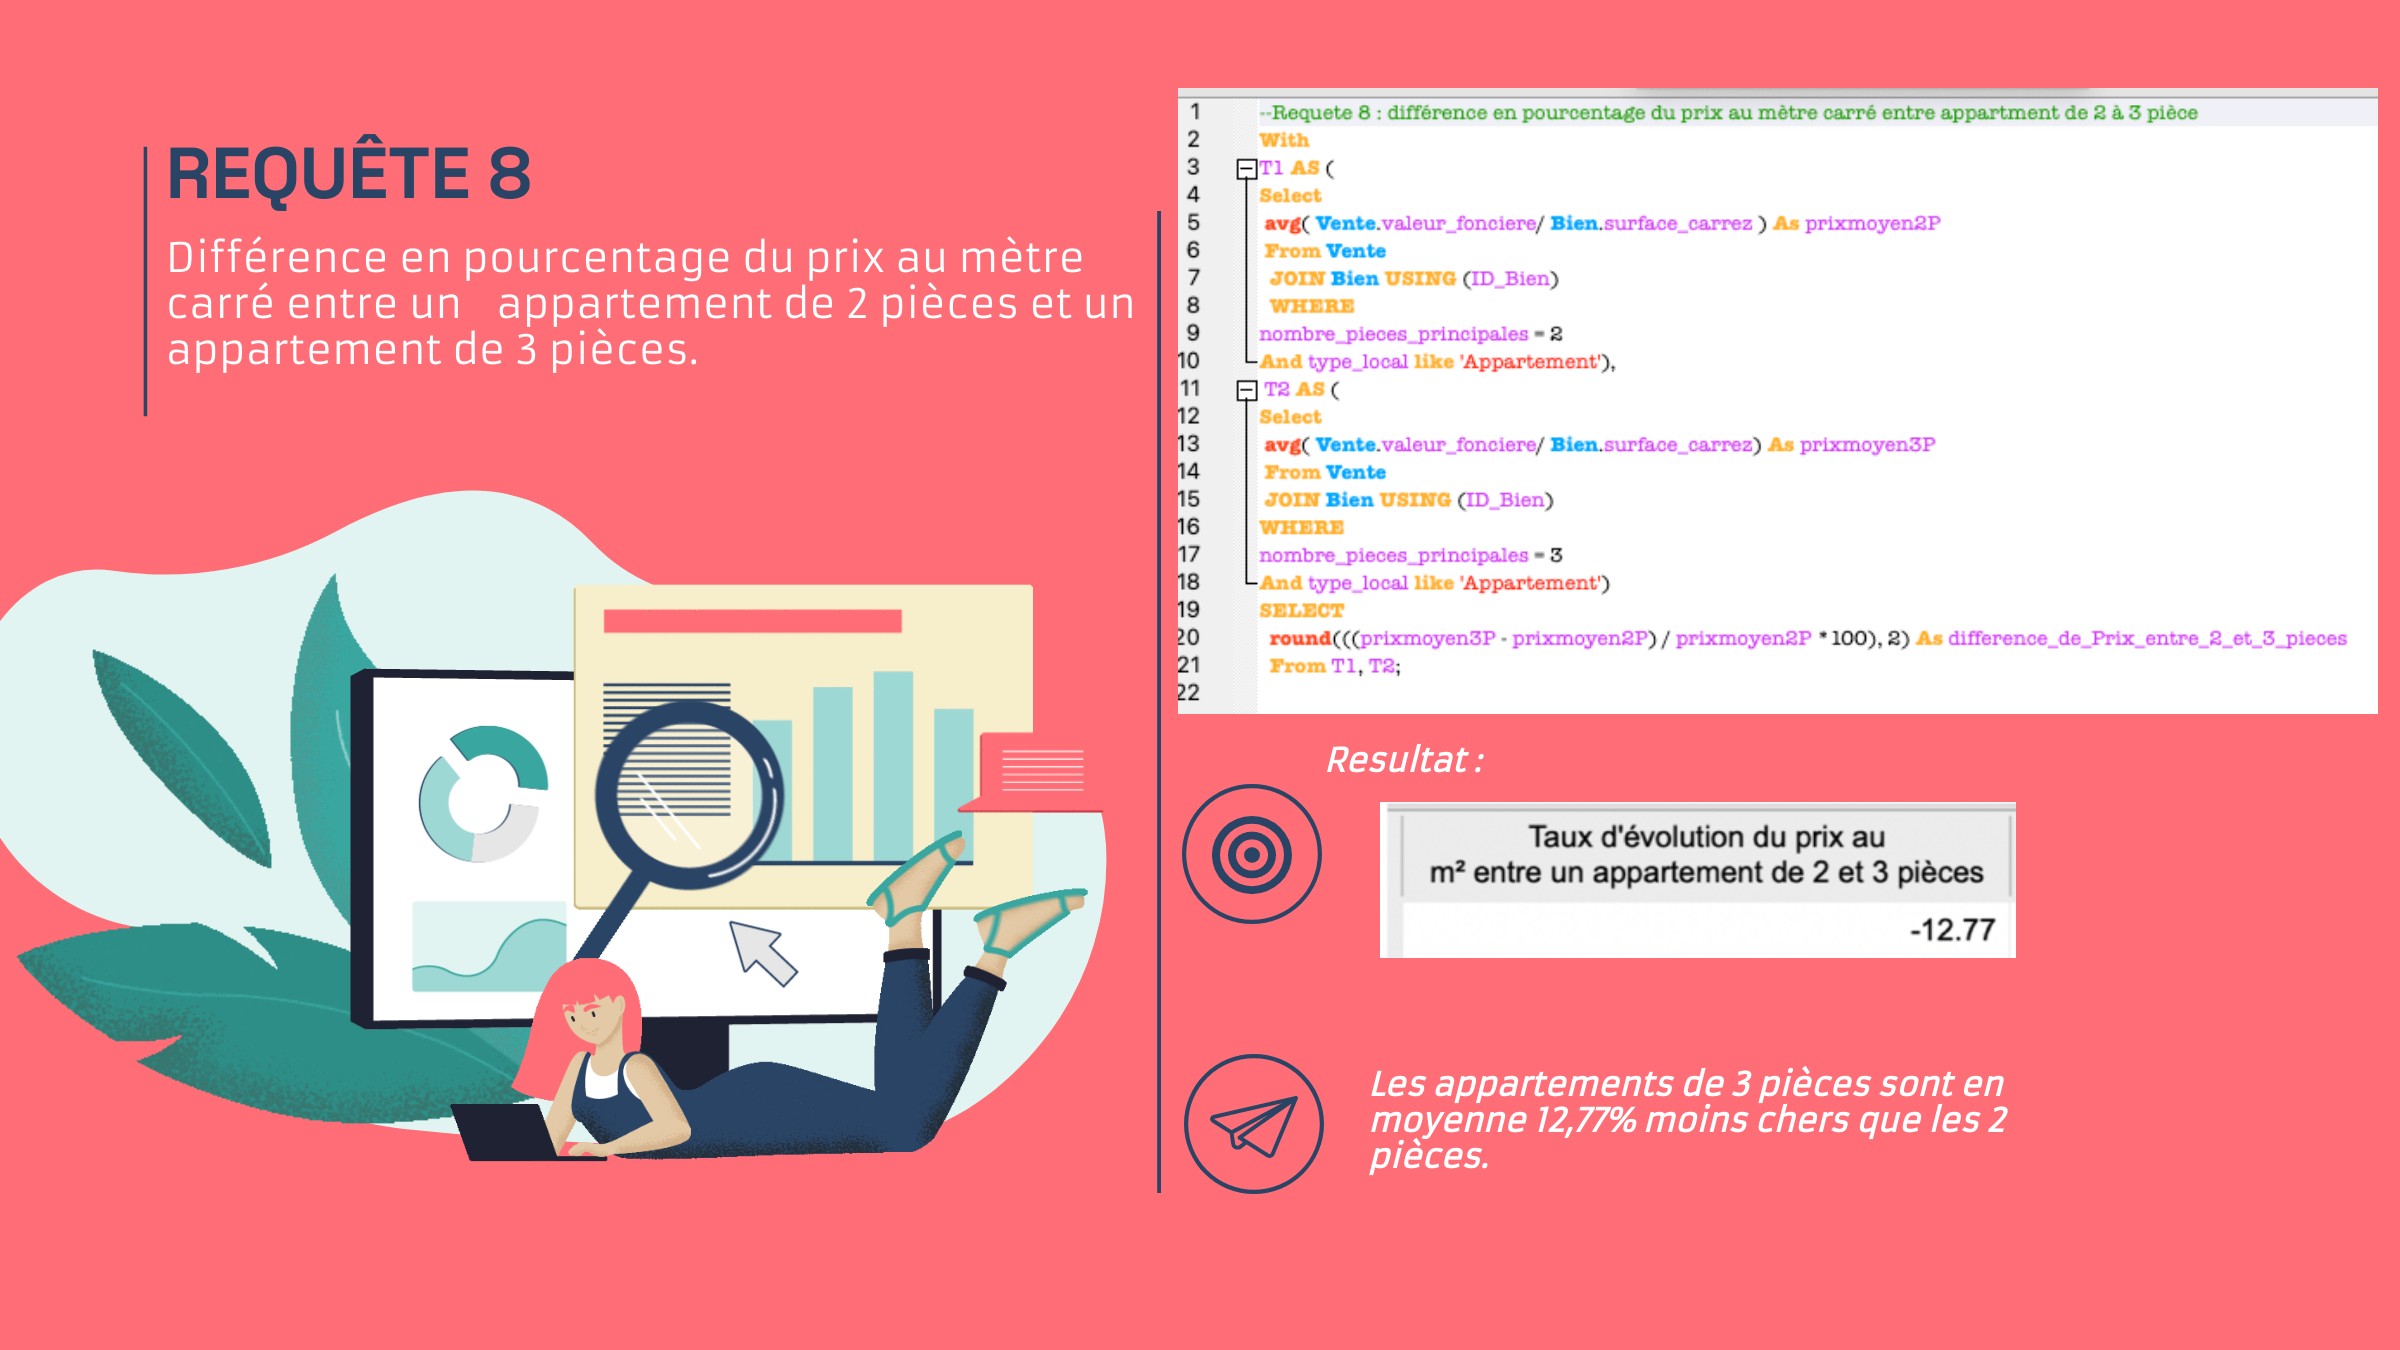 REQUÊTE 8
Différence en pourcentage du prix au mètre
carré entre un appartement de 2 pièces et un
appartement de 3 pièces.
1 --Requete 8 : différence en pourcentage du prix au mètre carré entre appartment de 2 à 3 pièce
2 With
3 T1 AS (
4 Select
5 avg( Vente.valeur_fonciere/ Bien.surface_carrez ) As prixmoyen2P
6 From Vente
7 JOIN Bien USING (ID_Bien)
8 WHERE
9 nombre_pieces_principales = 2
10 And type_local like 'Appartement'),
11 T2 AS (
12 Select
13 avg( Vente.valeur_fonciere/ Bien.surface_carrez) As prixmoyen3P
14 From Vente
15 JOIN Bien USING (ID_Bien)
16 WHERE
17 nombre_pieces_principales = 3
18 And type_local like 'Appartement')
19 SELECT
20 round(((prixmoyen3P - prixmoyen2P) / prixmoyen2P * 100), 2) As difference_de_Prix_entre_2_et_3_pieces
21 From T1, T2;
22
Resultat :
Taux d'évolution du prix au
m² entre un appartement de 2 et 3 pièces
-12.77
Les appartements de 3 pièces sont en
moyenne 12,77% moins chers que les 2
pièces.